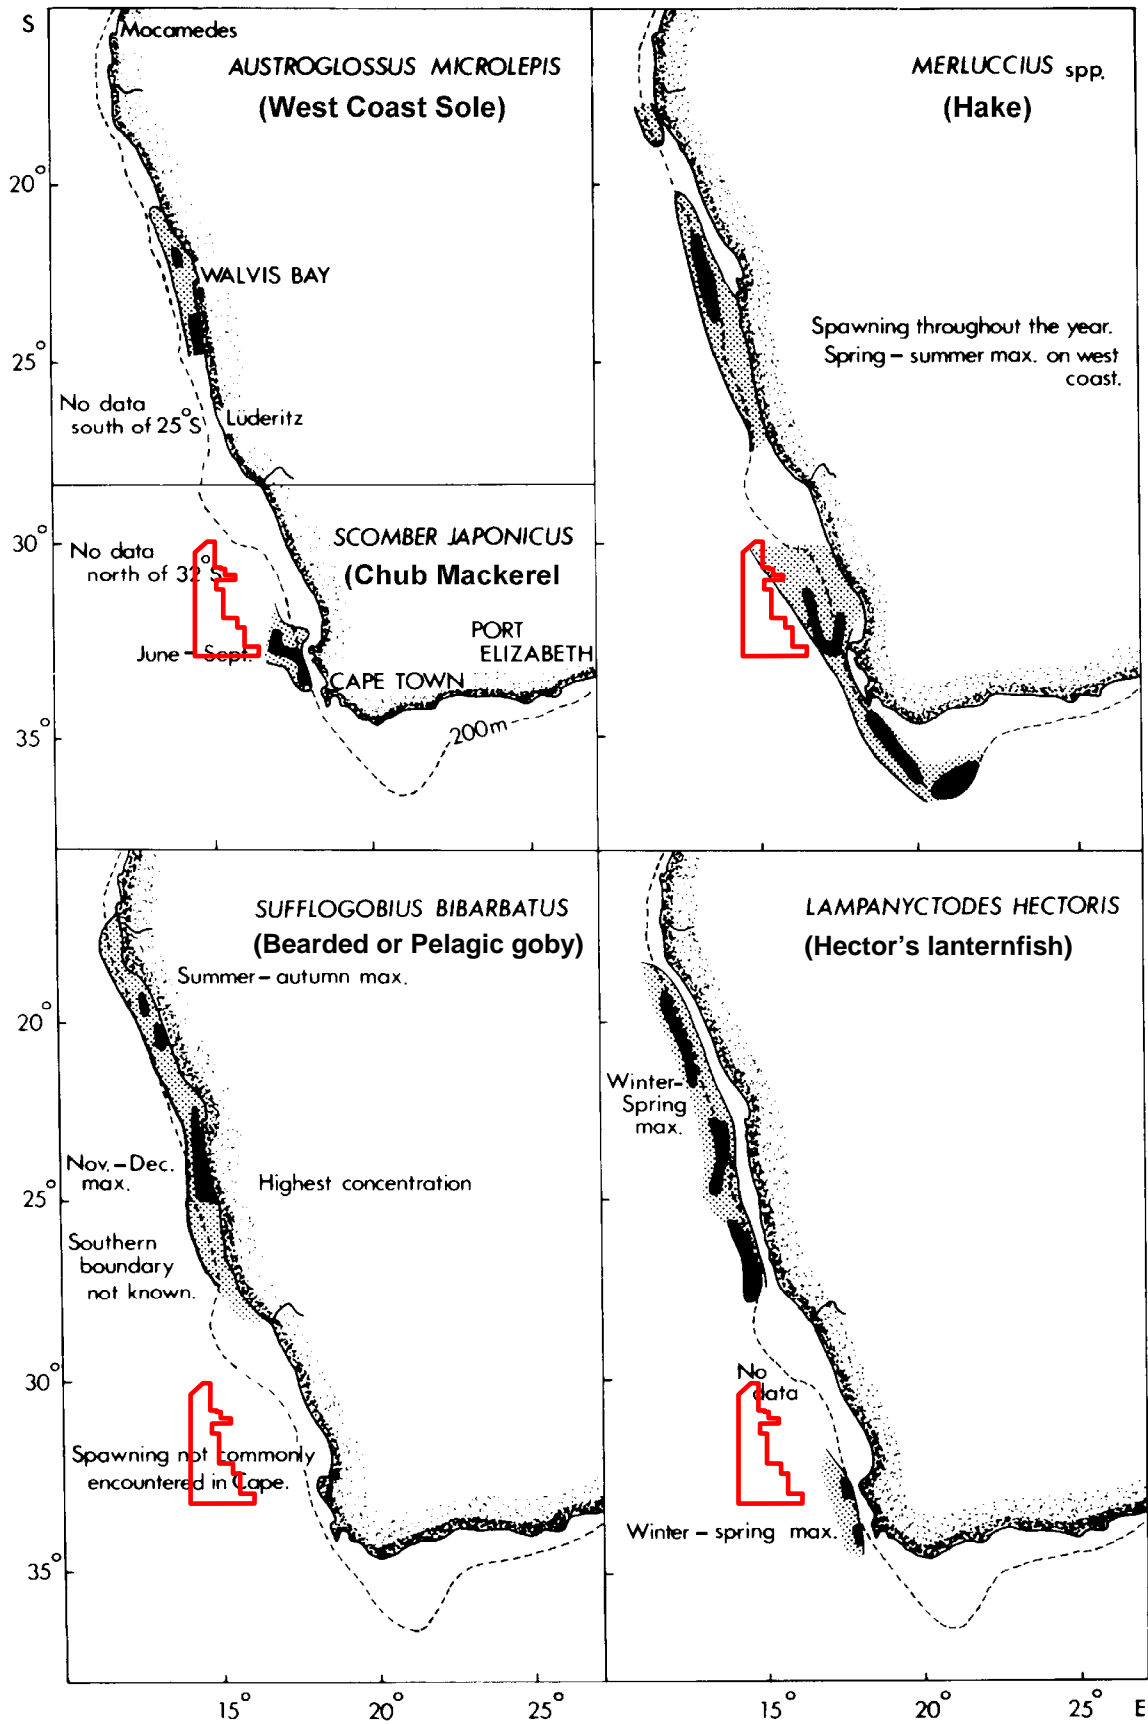 S
Mocamedes
AUSTROGLOSSUS MICROLEPIS
(West Coast Sole)
20°
WALVIS BAY
25°
No data
south of 25°S
Luderitz
30°
No data
north of 32°S
SCOMBER JAPONICUS
(Chub Mackerel
June – Sept.
PORT
ELIZABETH
CAPE TOWN
200m
35°
MERLUCCIUS spp.
(Hake)
Spawning throughout the year.
Spring – summer max. on west
coast.
SUFFLOGOBIUS BIBARBATUS
(Bearded or Pelagic goby)
Summer – autumn max.
20°
Nov. – Dec.
max.
25°
Highest concentration
Southern
boundary
not known.
30°
Spawning not commonly
encountered in Cape.
35°
15° 20° 25°
LAMPANYCTODES HECTORIS
(Hector's lanternfish)
Winter–
Spring
max.
No
data
Winter – spring max.
15° 20° 25° E